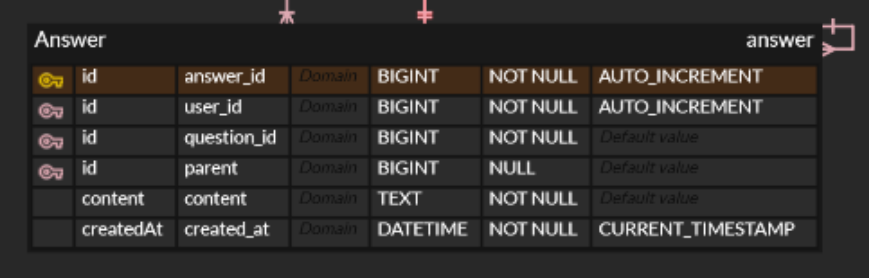 Answer answer
id answer_id Domain BIGINT NOT NULL AUTO_INCREMENT
id user_id Domain BIGINT NOT NULL AUTO_INCREMENT
id question_id Domain BIGINT NOT NULL Default value
id parent Domain BIGINT NULL Default value
content content Domain TEXT NOT NULL Default value
createdAt created_at Domain DATETIME NOT NULL CURRENT_TIMESTAMP